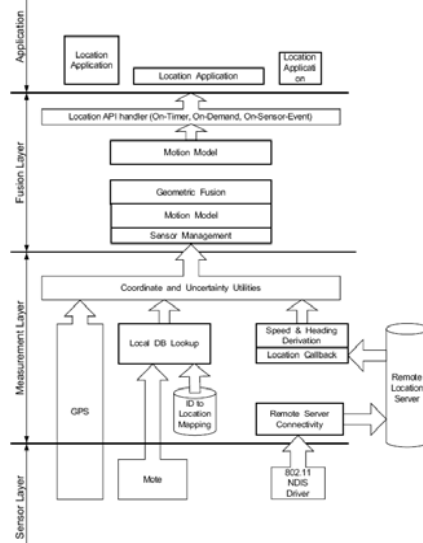 Application
Location
Application
Location Application
Location
Applicati
on
Fusion Layer
Location API handler (On-Timer, On-Demand, On-Sensor-Event)
Motion Model
Geometric Fusion
Motion Model
Sensor Management
Measurement Layer
Coordinate and Uncertainty Utilities
Local DB Lookup
Speed & Heading
Derivation
Location Callback
Remote
Location
Server
GPS
ID to
Location
Mapping
Remote Server
Connectivity
Sensor Layer
Mote
802.11
NDIS
Driver